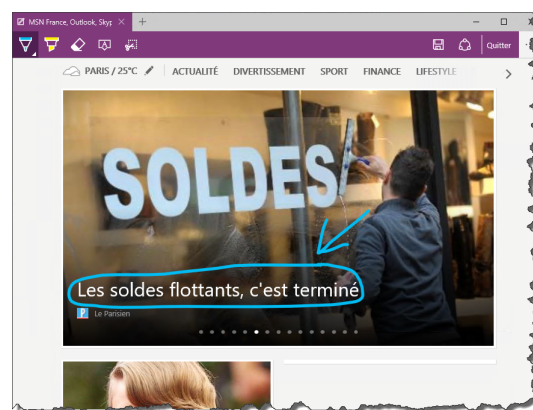 MSN France, Outlook, Skyp
Quitter
PARIS / 25°C
ACTUALITÉ DIVERTISSEMENT SPORT FINANCE LIFESTYLE
SOLDES
Les soldes flottants, c'est terminé
P Le Parisien